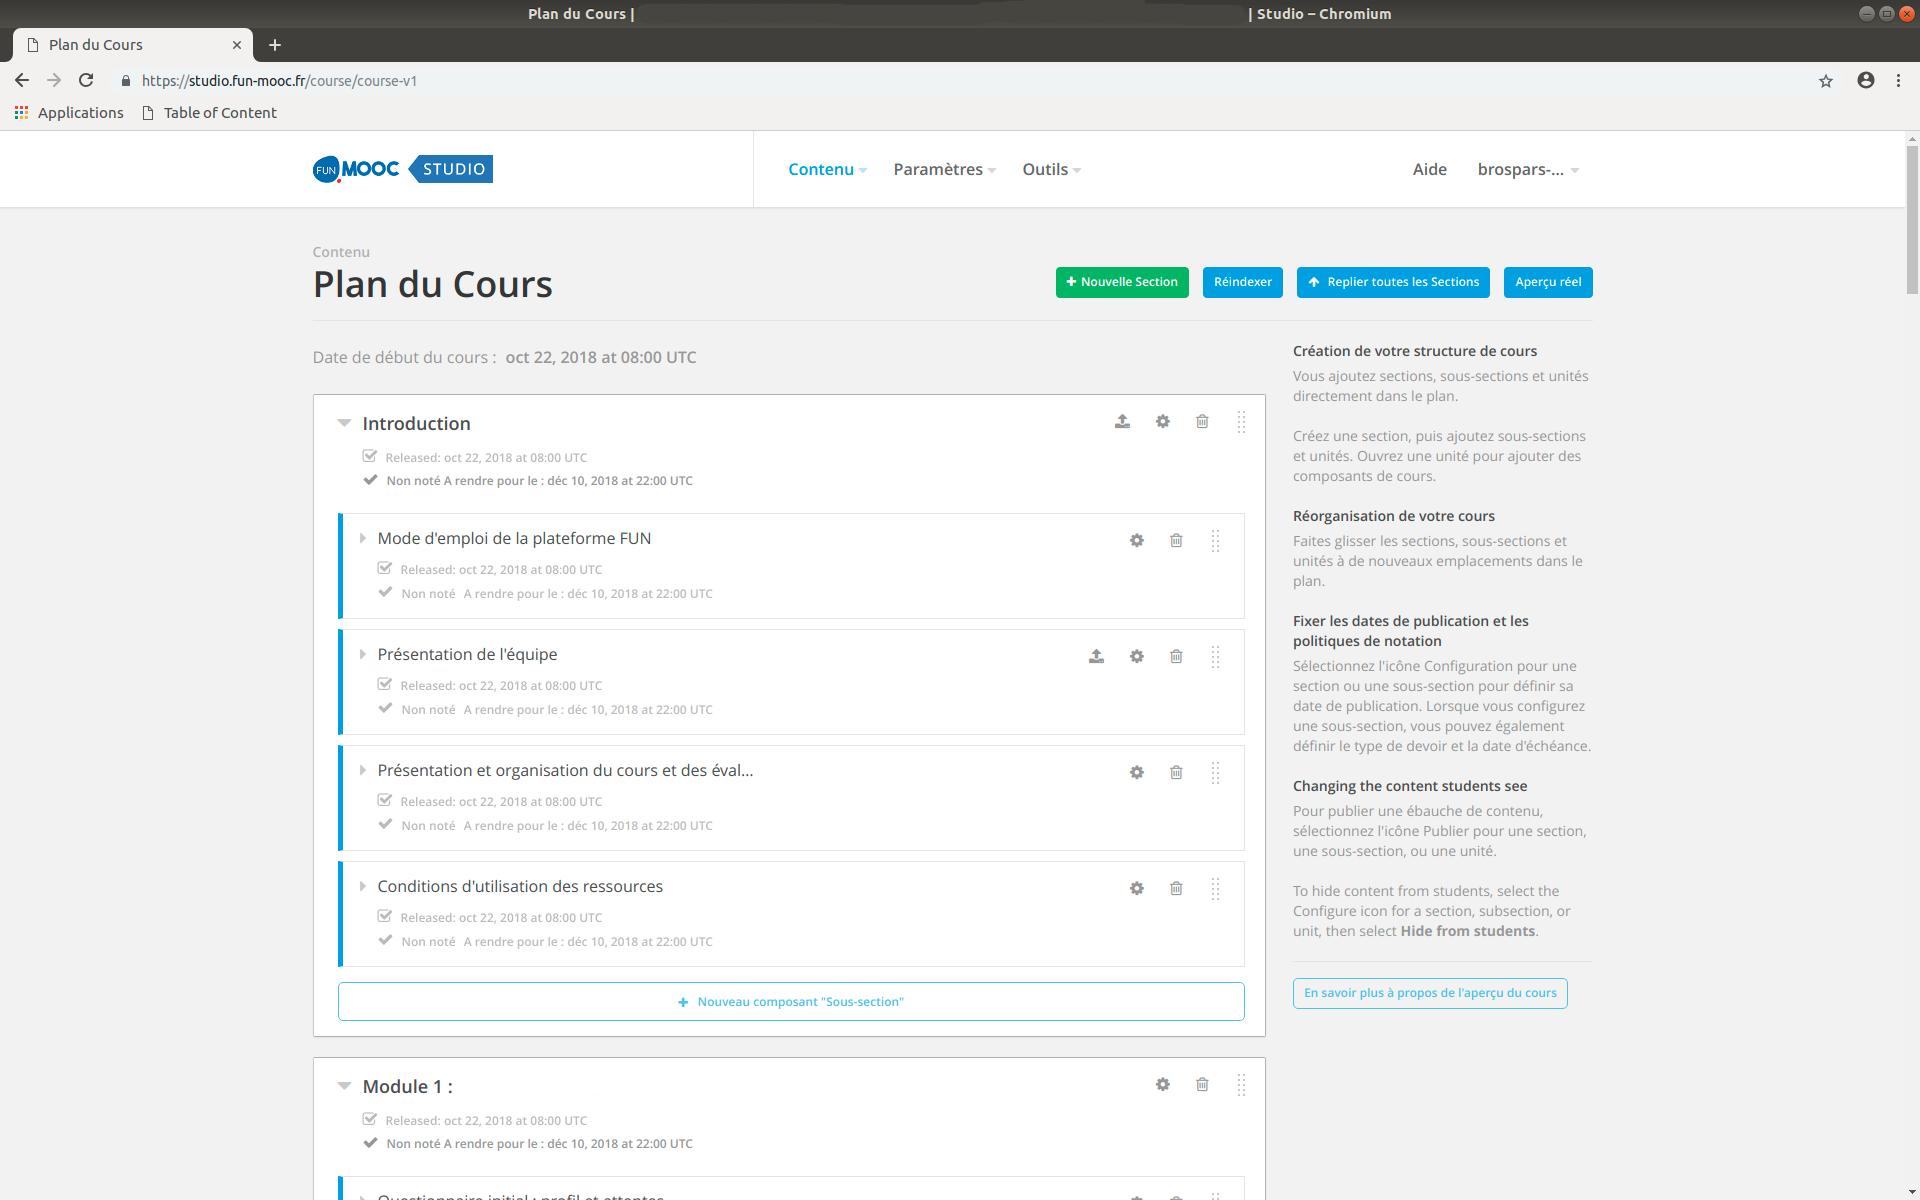 Plan du Cours |
| Studio – Chromium
Plan du Cours
https://studio.fun-mooc.fr/course/course-v1
Applications
Table of Content
FUN MOOC STUDIO
Contenu
Paramètres
Outils
Aide
brospars-...
Contenu
Plan du Cours
Nouvelle Section
Réindexer
Replier toutes les Sections
Aperçu réel
Date de début du cours : oct 22, 2018 at 08:00 UTC
Introduction
Released: oct 22, 2018 at 08:00 UTC
Non noté A rendre pour le : déc 10, 2018 at 22:00 UTC
Mode d'emploi de la plateforme FUN
Released: oct 22, 2018 at 08:00 UTC
Non noté A rendre pour le : déc 10, 2018 at 22:00 UTC
Présentation de l'équipe
Released: oct 22, 2018 at 08:00 UTC
Non noté A rendre pour le : déc 10, 2018 at 22:00 UTC
Présentation et organisation du cours et des éval...
Released: oct 22, 2018 at 08:00 UTC
Non noté A rendre pour le : déc 10, 2018 at 22:00 UTC
Conditions d'utilisation des ressources
Released: oct 22, 2018 at 08:00 UTC
Non noté A rendre pour le : déc 10, 2018 at 22:00 UTC
Nouveau composant "Sous-section"
Module 1 :
Released: oct 22, 2018 at 08:00 UTC
Non noté A rendre pour le : déc 10, 2018 at 22:00 UTC
Questionnaire initial : profil et attentes
Création de votre structure de cours
Vous ajoutez sections, sous-sections et unités
directement dans le plan.
Créez une section, puis ajoutez sous-sections
et unités. Ouvrez une unité pour ajouter des
composants de cours.
Réorganisation de votre cours
Faites glisser les sections, sous-sections et
unités à de nouveaux emplacements dans le
plan.
Fixer les dates de publication et les
politiques de notation
Sélectionnez l'icône Configuration pour une
section ou une sous-section pour définir sa
date de publication. Lorsque vous configurez
une sous-section, vous pouvez également
définir le type de devoir et la date d'échéance.
Changing the content students see
Pour publier une ébauche de contenu,
sélectionnez l'icône Publier pour une section,
une sous-section, ou une unité.
To hide content from students, select the
Configure icon for a section, subsection, or
unit, then select Hide from students.
En savoir plus à propos de l'aperçu du cours